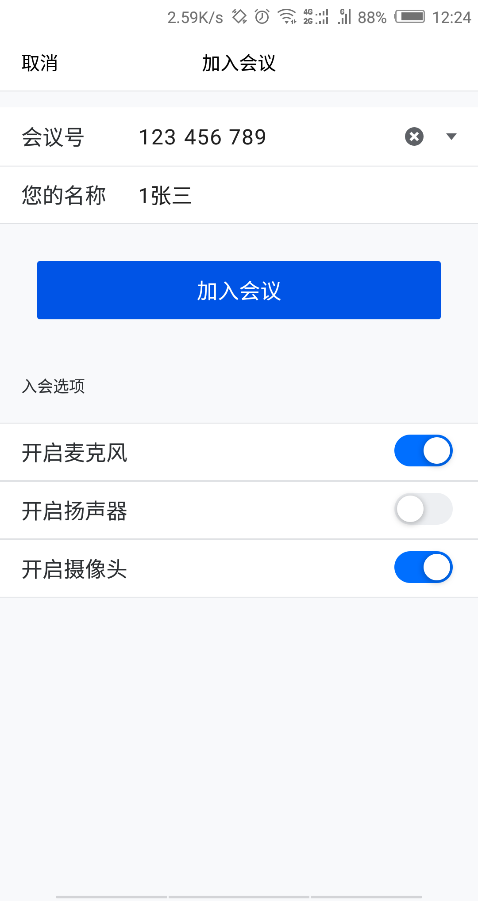 2.59K/s 4G 2G G 88% 12:24
取消 加入会议
会议号 123 456 789
您的名称 1张三
加入会议
入会选项
开启麦克风
开启扬声器
开启摄像头